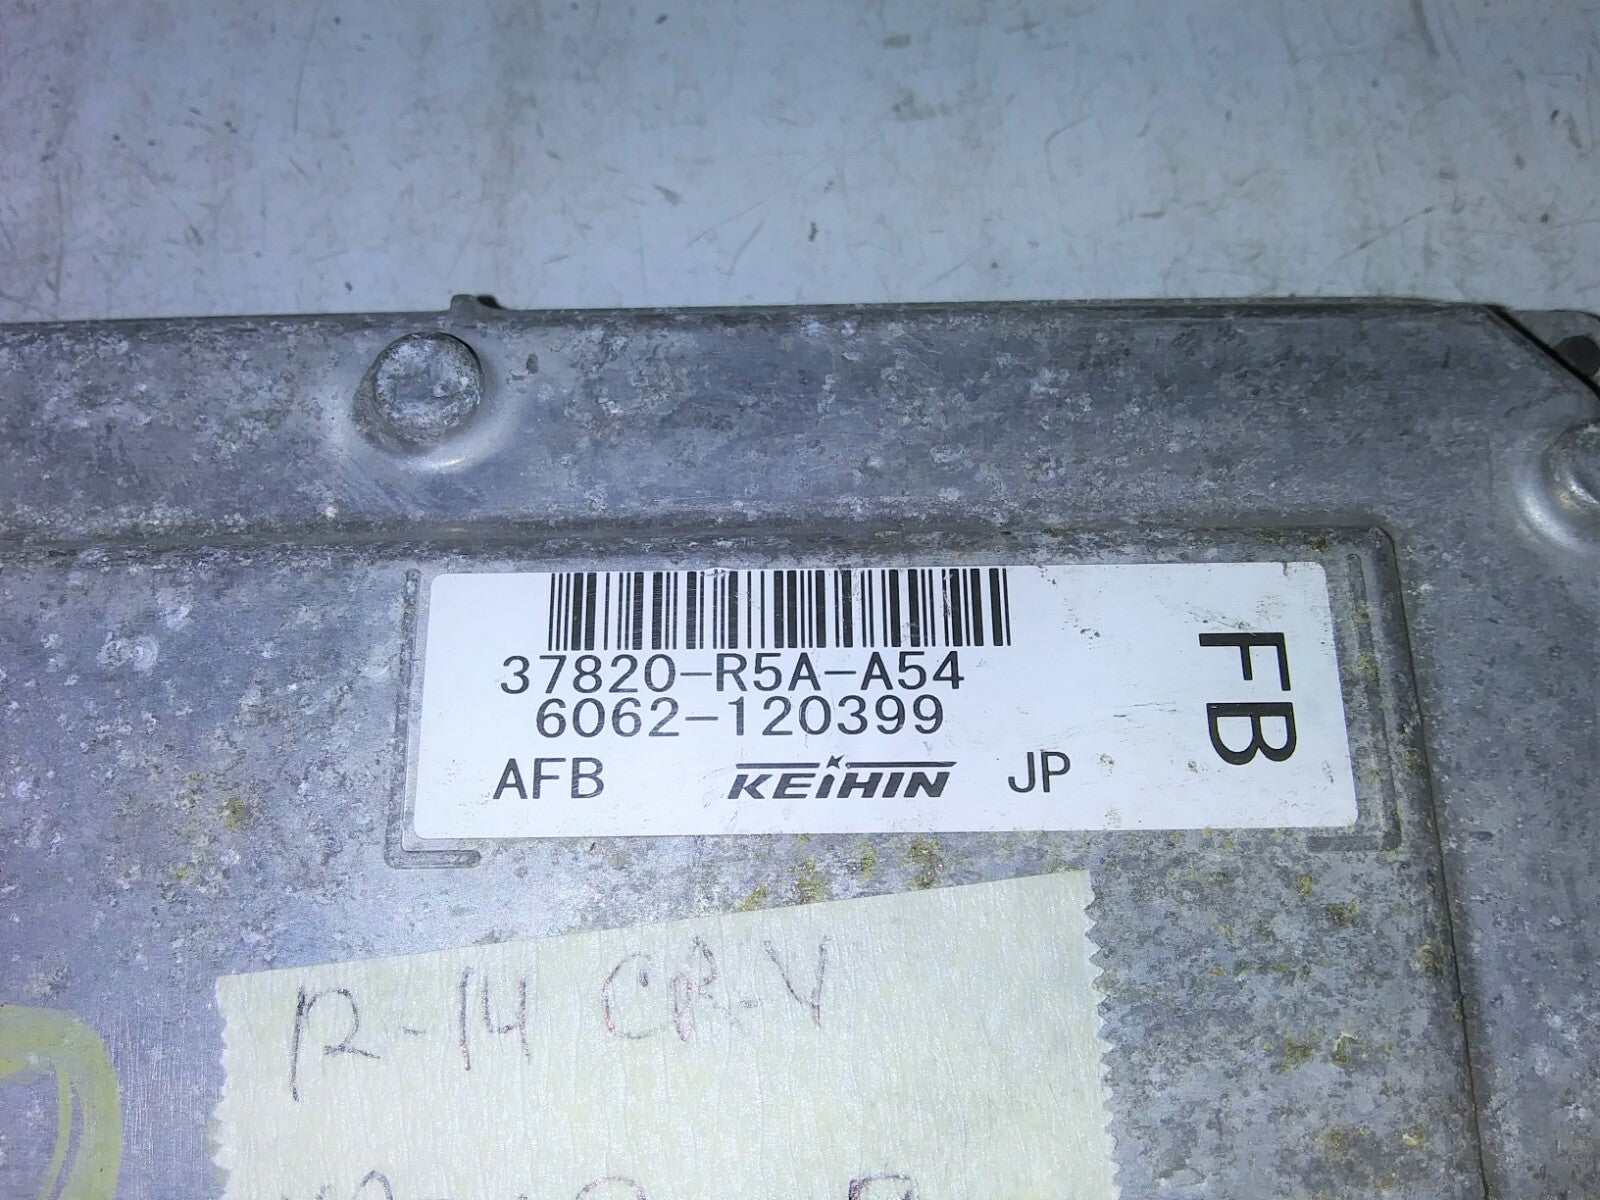 37820-R5A-A54
6062-120399
AFB KEIHIN JP
FB
12-14 CR-V